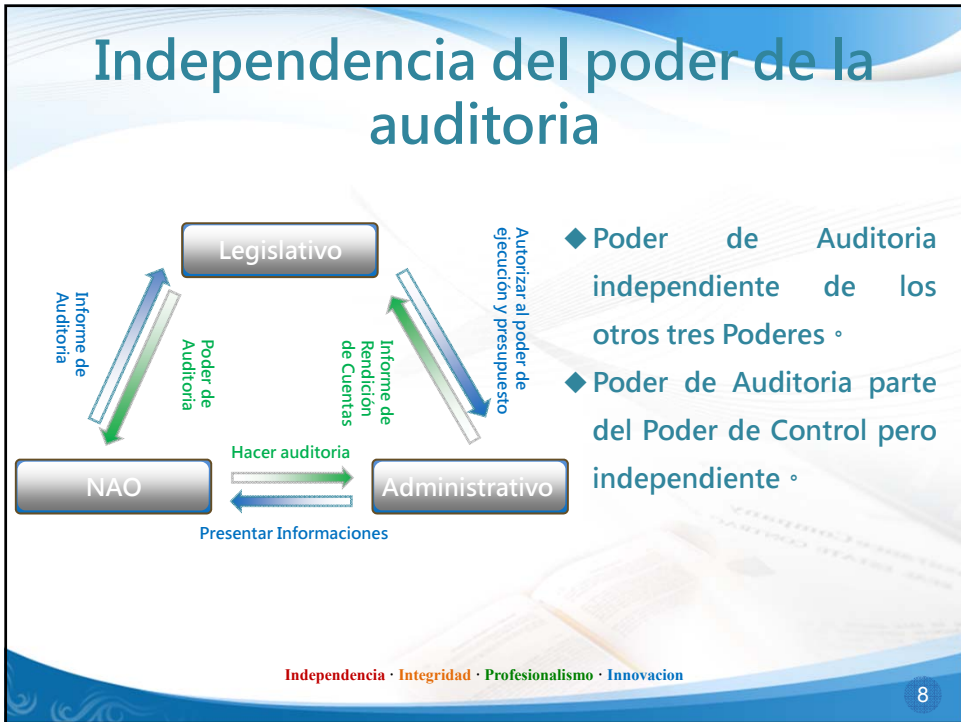 Independencia del poder de la
auditoria
Legislativo
Informe de
Auditoria
Poder de
Auditoria
Informe de
Rendición
de Cuentas
Autorizar al poder de
ejecución y presupuesto
Hacer auditoria
NAO
Administrativo
Presentar Informaciones
◆Poder de Auditoria
independiente de los
otros tres Poderes。
◆Poder de Auditoria parte
del Poder de Control pero
independiente。
Independencia · Integridad · Profesionalismo · Innovacion
8